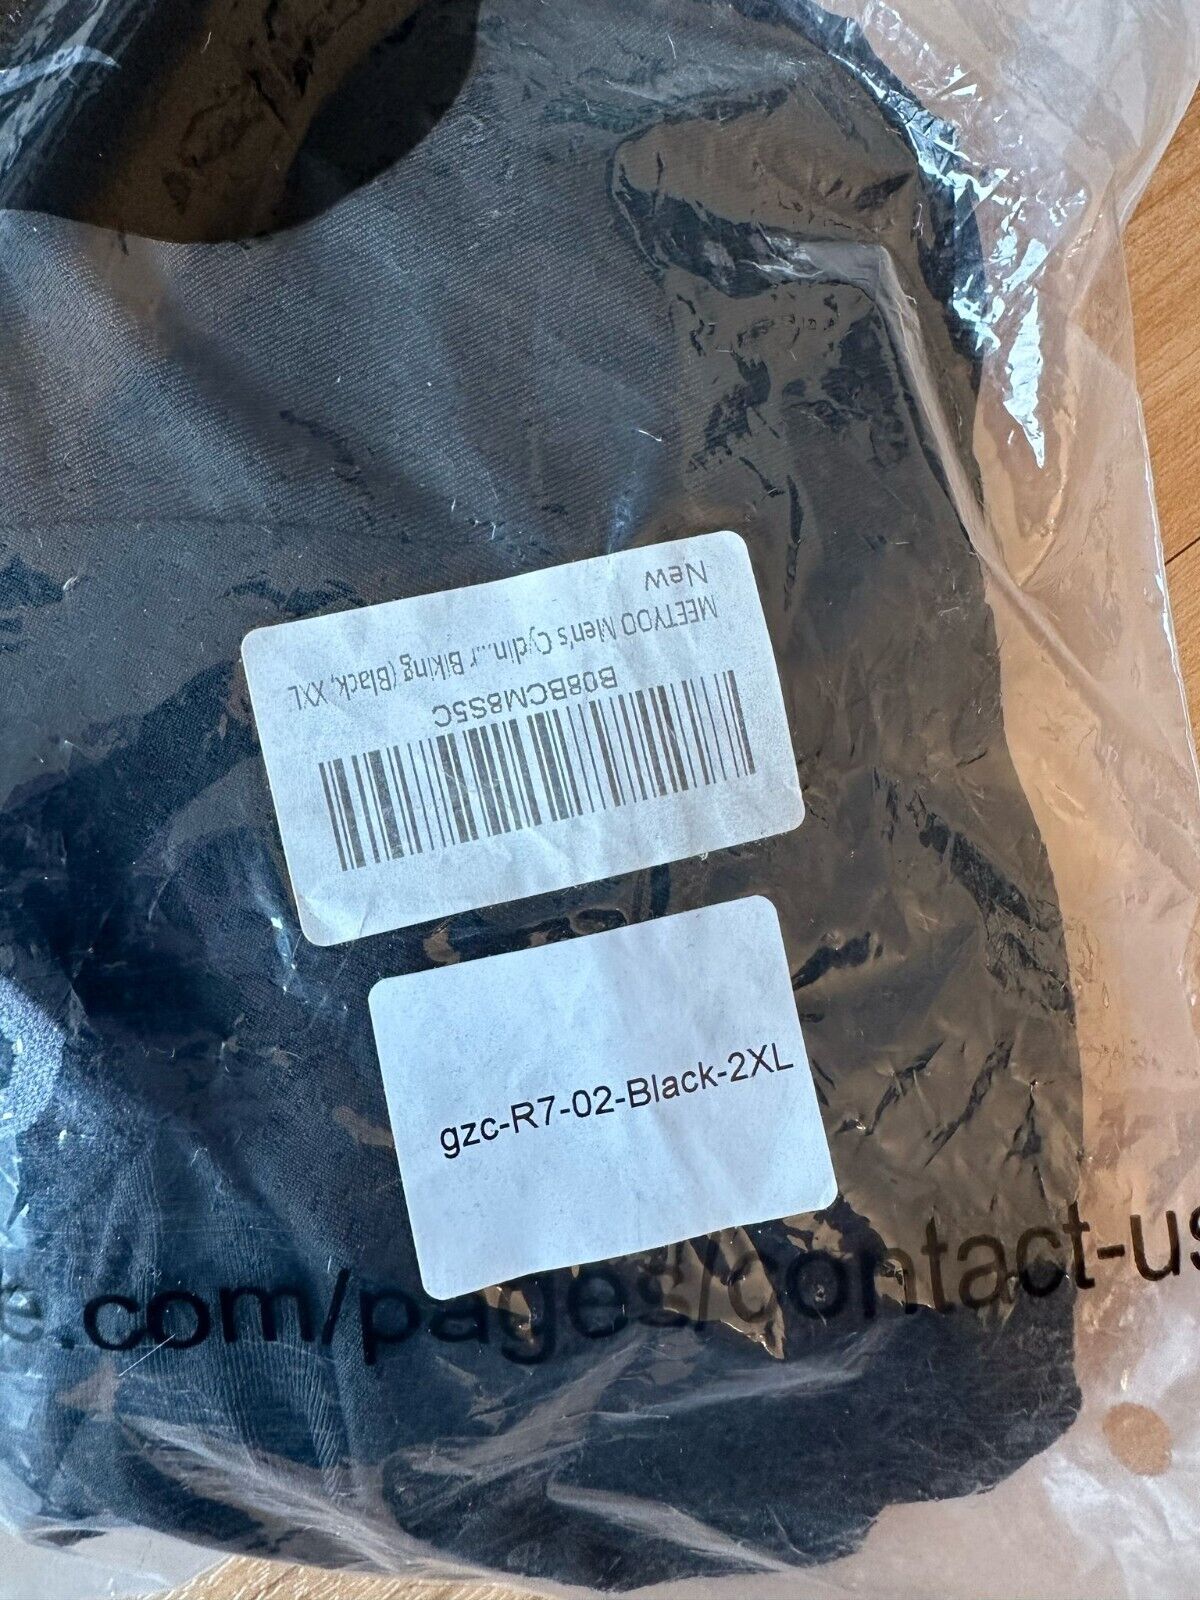 B08BCM8S5C
MEETYOO Men's Cyclin...r Biking (Black, XXL
New
gzc-R7-02-Black-2XL
e.com/pages/contact-us